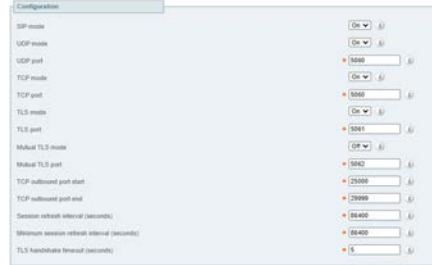 Configuration
SIP mode On
UDP mode On
UDP port 5060
TCP mode On
TCP port 5060
TLS mode On
TLS port 5061
Mutual TLS mode Off
Mutual TLS port 5062
TCP outbound port start 25000
TCP outbound port end 29999
Session refresh interval (seconds) 86400
Minimum session refresh interval (seconds) 86400
TLS handshake timeout (seconds) 5